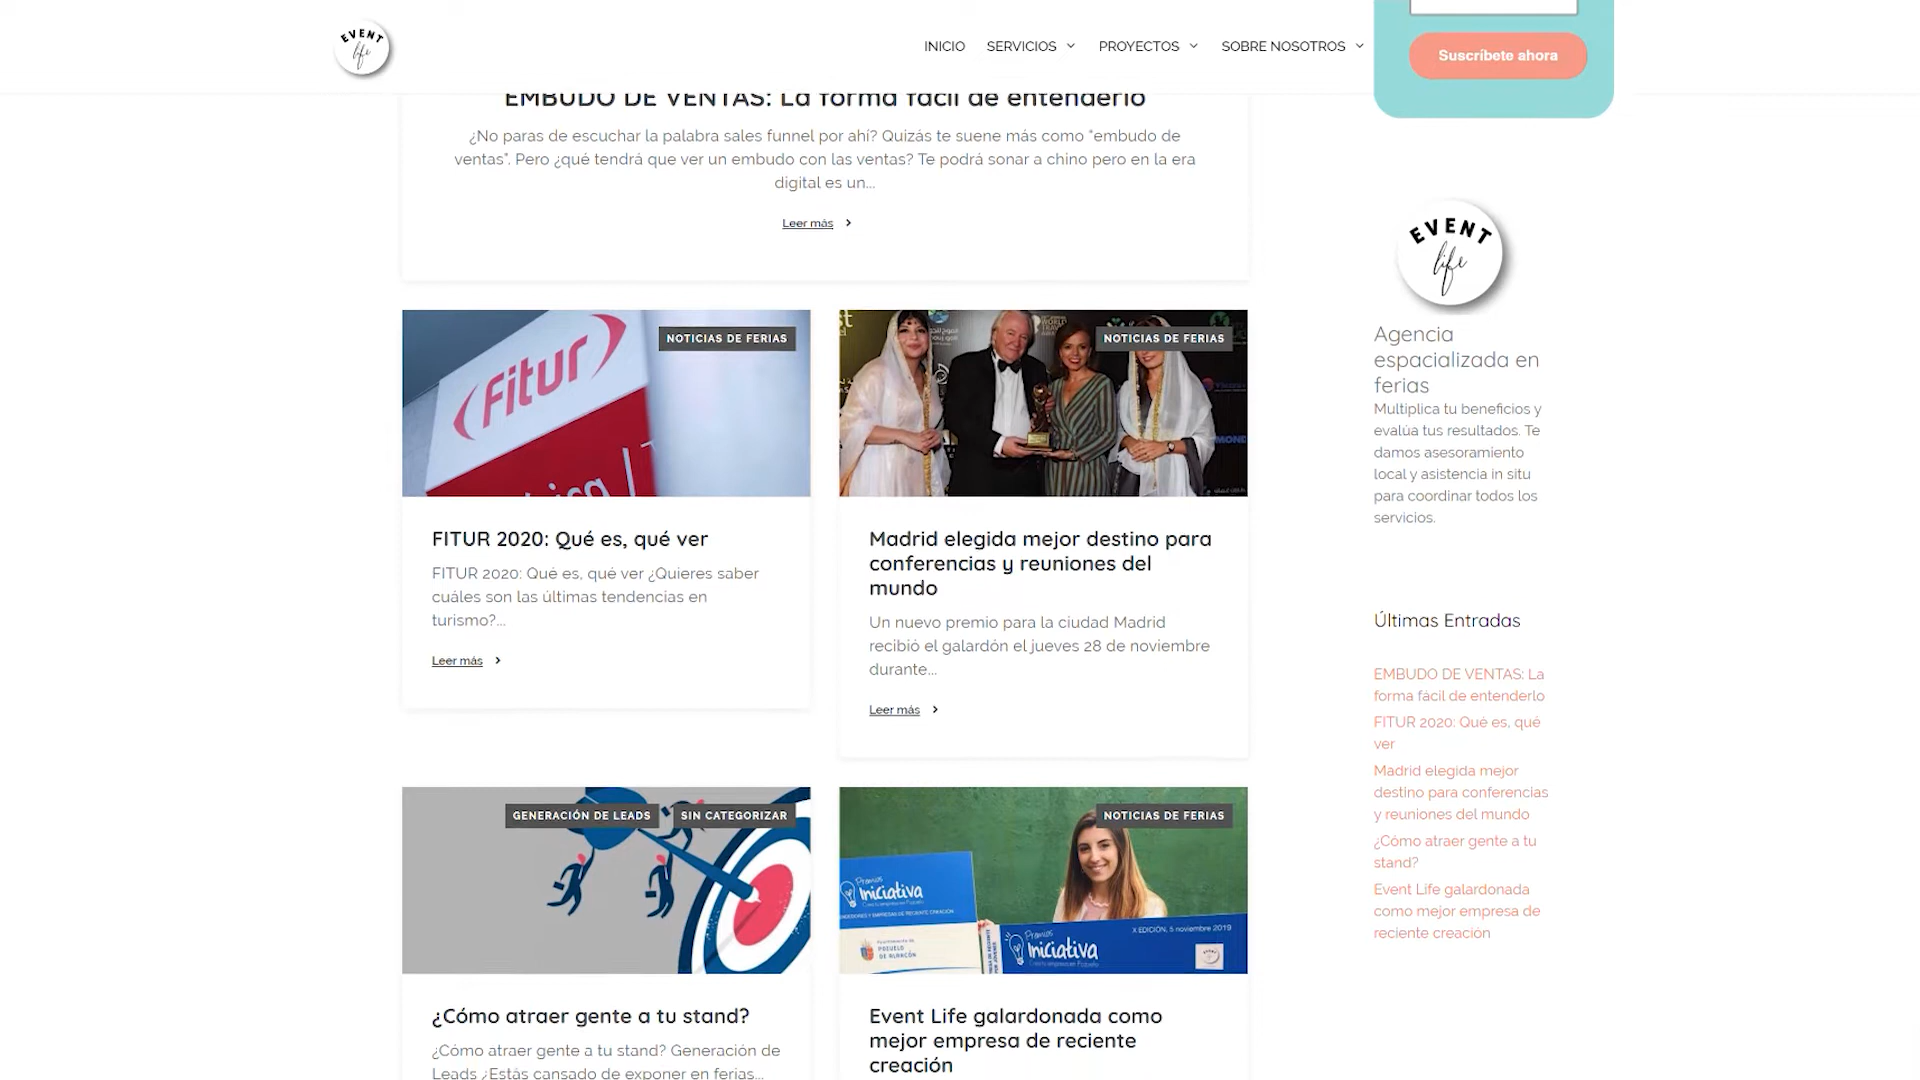 EVENT
life
INICIO
SERVICIOS
PROYECTOS
SOBRE NOSOTROS
Suscríbete ahora
EMBUDO DE VENTAS: La forma fácil de entenderlo
¿No paras de escuchar la palabra sales funnel por ahí? Quizás te suene más como “embudo de
ventas”. Pero ¿qué tendrá que ver un embudo con las ventas? Te podrá sonar a chino pero en la era
digital es un...
Leer más
fitur
NOTICIAS DE FERIAS
FITUR 2020: Qué es, qué ver
FITUR 2020: Qué es, qué ver ¿Quieres saber
cuáles son las últimas tendencias en
turismo?...
Leer más
NOTICIAS DE FERIAS
Madrid elegida mejor destino para
conferencias y reuniones del
mundo
Un nuevo premio para la ciudad Madrid
recibió el galardón el jueves 28 de noviembre
durante...
Leer más
GENERACIÓN DE LEADS
SIN CATEGORIZAR
¿Cómo atraer gente a tu stand?
¿Cómo atraer gente a tu stand? Generación de
Leads ¿Estás cansado de exponer en ferias...
NOTICIAS DE FERIAS
Premios
Iniciativa
POZUELO
DE ALARCÓN
Premios
Iniciativa
X EDICIÓN, 5 noviembre 2019
Event Life galardonada como
mejor empresa de reciente
creación
EVENT
life
Agencia
espacializada en
ferias
Multiplica tu beneficios y
evalúa tus resultados. Te
damos asesoramiento
local y asistencia in situ
para coordinar todos los
servicios.
Últimas Entradas
EMBUDO DE VENTAS: La
forma fácil de entenderlo
FITUR 2020: Qué es, qué
ver
Madrid elegida mejor
destino para conferencias
y reuniones del mundo
¿Cómo atraer gente a tu
stand?
Event Life galardonada
como mejor empresa de
reciente creación